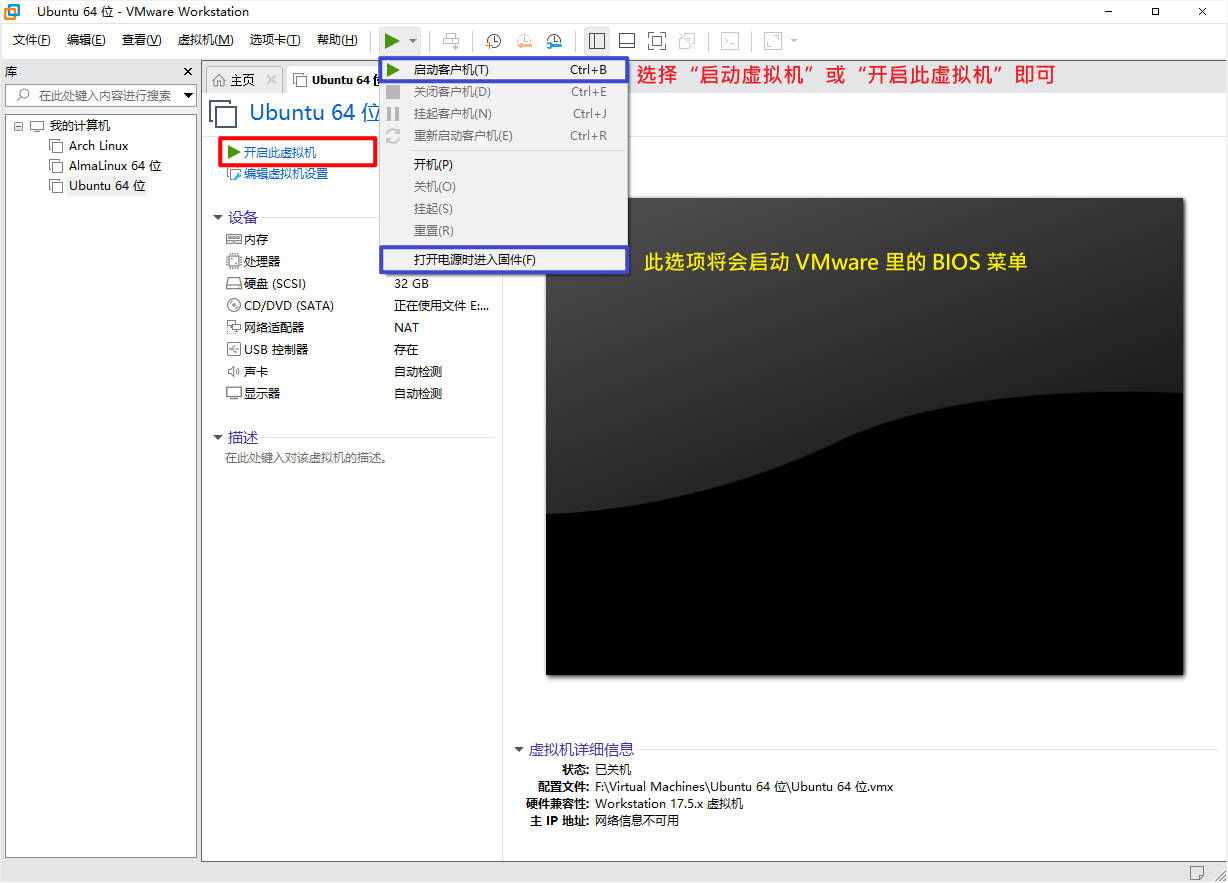 Ubuntu 64 位 - VMware Workstation
文件(F) 编辑(E) 查看(V) 虚拟机(M) 选项卡(T) 帮助(H)
库
在此处键入内容进行搜索
我的计算机
Arch Linux
AlmaLinux 64 位
Ubuntu 64 位
主页
Ubuntu 64
Ubuntu 64 位
开启此虚拟机
编辑虚拟机设置
启动客户机(T) Ctrl+B
关闭客户机(D) Ctrl+E
挂起客户机(N) Ctrl+J
重新启动客户机(E) Ctrl+R
开机(P)
关机(O)
挂起(S)
重置(R)
打开电源时进入固件(F)
选择“启动虚拟机”或“开启此虚拟机”即可
此选项将会启动 VMware 里的 BIOS 菜单
设备
内存
处理器
硬盘 (SCSI) 32 GB
CD/DVD (SATA) 正在使用文件 E:...
网络适配器 NAT
USB 控制器 存在
声卡 自动检测
显示器 自动检测
描述
在此处键入对该虚拟机的描述。
虚拟机详细信息
状态: 已关机
配置文件: F:\Virtual Machines\Ubuntu 64 位\Ubuntu 64 位.vmx
硬件兼容性: Workstation 17.5.x 虚拟机
主 IP 地址: 网络信息不可用